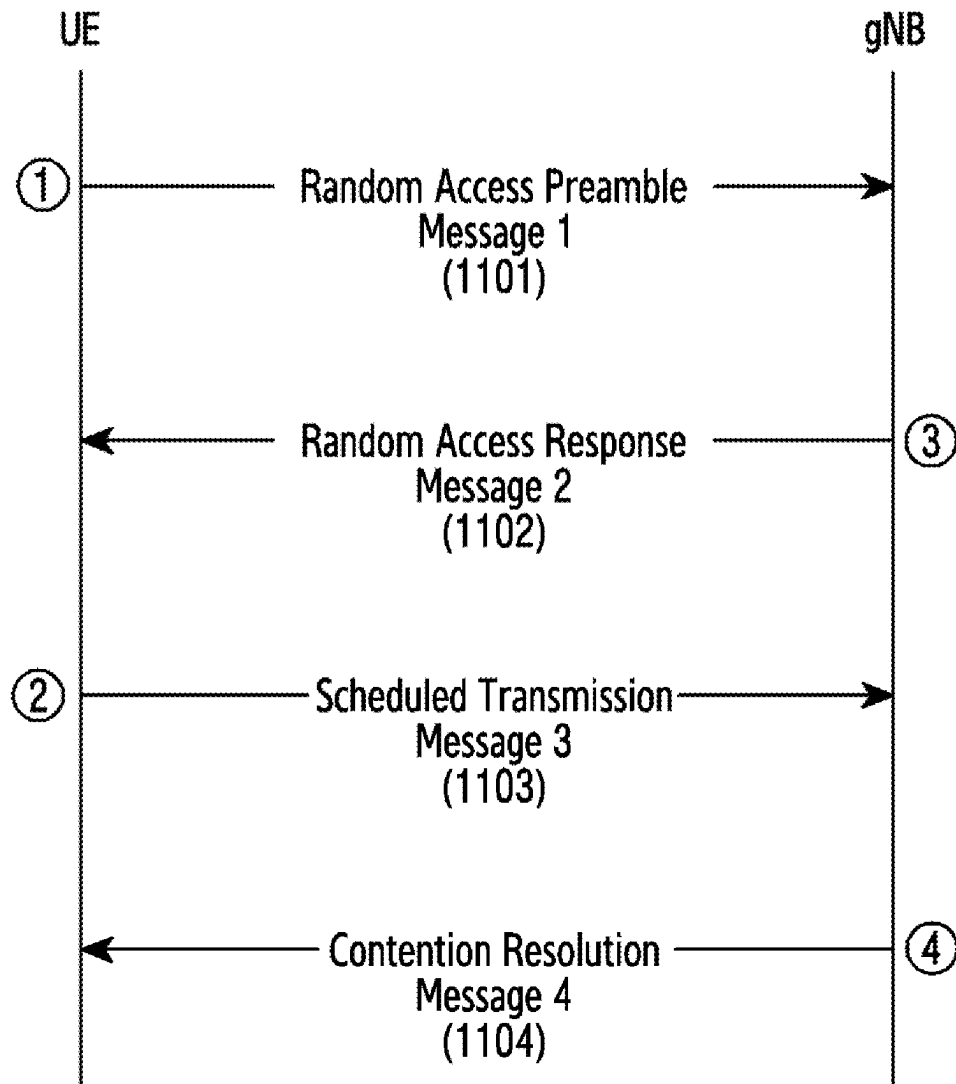 UE
gNB
①
Random Access Preamble
Message 1
(1101)
Random Access Response
③
Message 2
(1102)
②
Scheduled Transmission
Message 3
(1103)
Contention Resolution
④
Message 4
(1104)